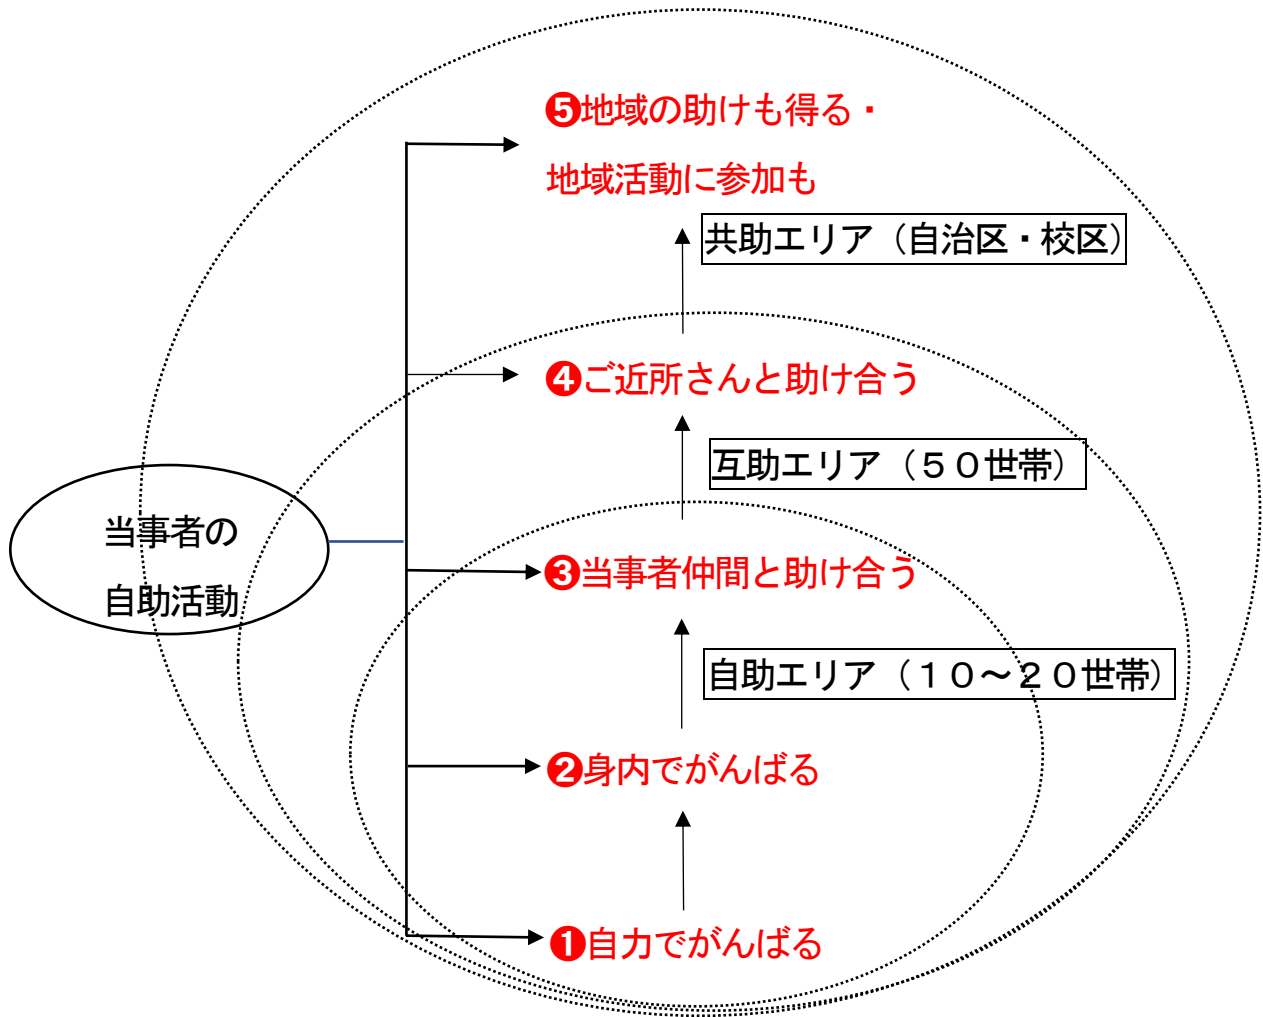 ❺地域の助けも得る・
地域活動に参加も
共助エリア（自治区・校区）
❹ご近所さんと助け合う
互助エリア（５０世帯）
当事者の
自助活動
❸当事者仲間と助け合う
自助エリア（１０～２０世帯）
❷身内でがんばる
❶自力でがんばる